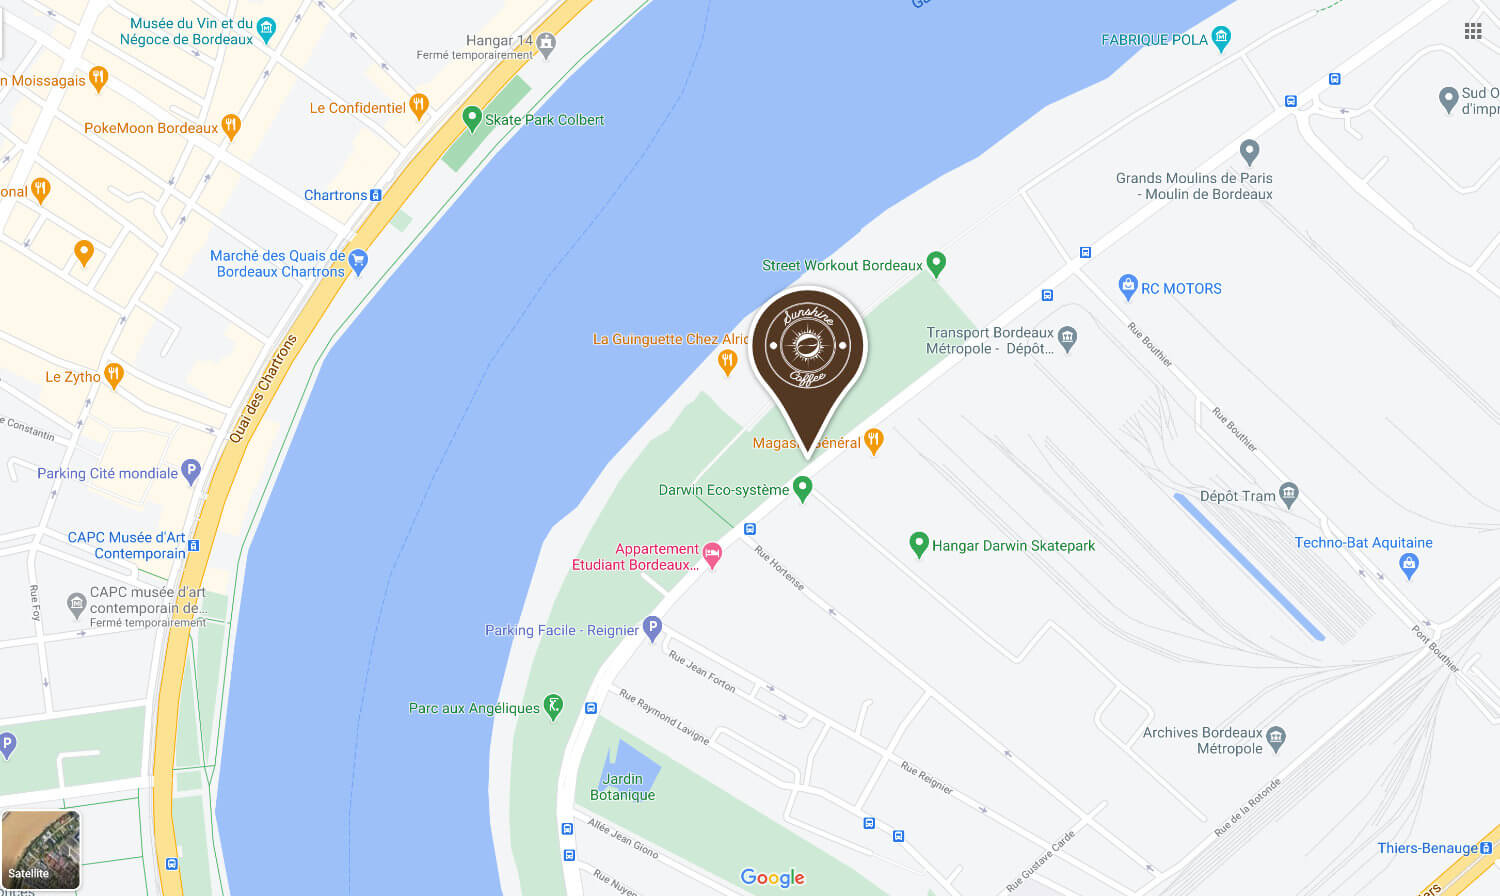 Musée du Vin et du
Négoce de Bordeaux
Hangar 14
Fermé temporairement
FABRIQUE POLA
n Moissagais
Le Confidentiel
PokeMoon Bordeaux
Skate Park Colbert
Sud O
d'impr
Grands Moulins de Paris
- Moulin de Bordeaux
onal
Chartrons
Marché des Quais de
Bordeaux Chartrons
Street Workout Bordeaux
RC MOTORS
Sunshine
Coffee
La Guinguette Chez Alric
Transport Bordeaux
Métropole - Dépôt...
Rue Bouthier
Le Zytho
Quai des Chartrons
Rue Bouthier
e Constantin
Magas énéral
Parking Cité mondiale
Darwin Eco-système
Dépôt Tram
CAPC Musée d'Art
Contemporain
Appartement
Etudiant Bordeaux...
Rue Hortense
Hangar Darwin Skatepark
Techno-Bat Aquitaine
Rue Foy
CAPC musée d'art
contemporain de...
Fermé temporairement
Parking Facile - Reignier
Pont Bouthier
Rue Jean Forton
Rue Raymond Lavigne
Parc aux Angéliques
Archives Bordeaux
Métropole
Rue Reignier
Jardin
Botanique
Rue de la Rotonde
Allée Jean Giono
Rue Gustave Carde
Thiers-Benauge
Satellite
Google
Rue Nuye
ers